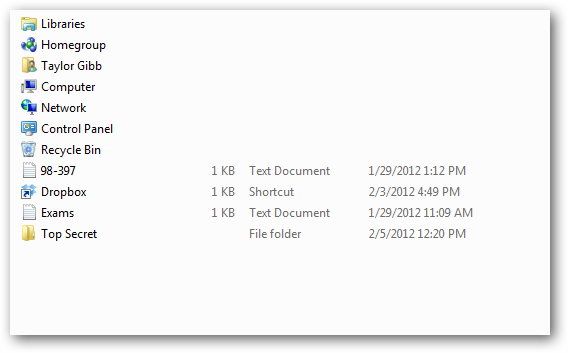 Libraries
Homegroup
Taylor Gibb
Computer
Network
Control Panel
Recycle Bin
98-397 1 KB Text Document 1/29/2012 1:12 PM
Dropbox 1 KB Shortcut 2/3/2012 4:49 PM
Exams 1 KB Text Document 1/29/2012 11:09 AM
Top Secret File folder 2/5/2012 12:20 PM